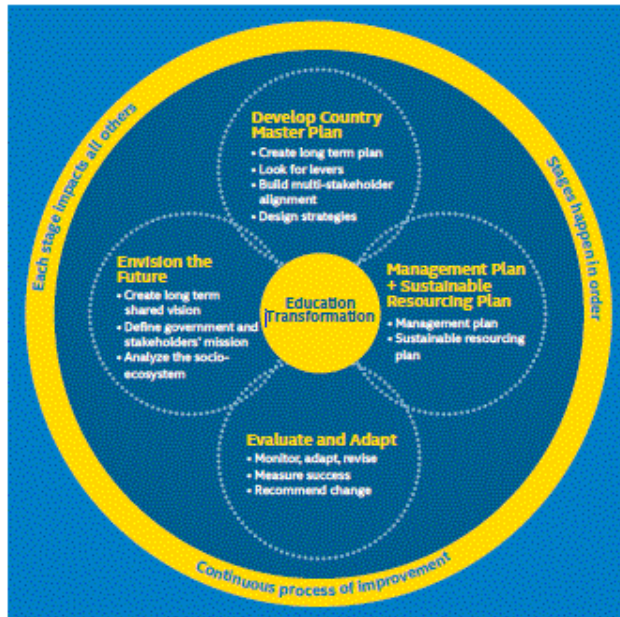 Each stage impacts all others
Stages happen in order
Develop Country
Master Plan
• Create long term plan
• Look for levers
• Build multi-stakeholder
alignment
• Design strategies
Envision the
Future
• Create long term
shared vision
• Define government and
stakeholders' mission
• Analyze the socio-
ecosystem
Education
Transformation
Management Plan
+ Sustainable
Resourcing Plan
• Management plan
• Sustainable resourcing
plan
Evaluate and Adapt
• Monitor, adapt, revise
• Measure success
• Recommend change
Continuous process of improvement